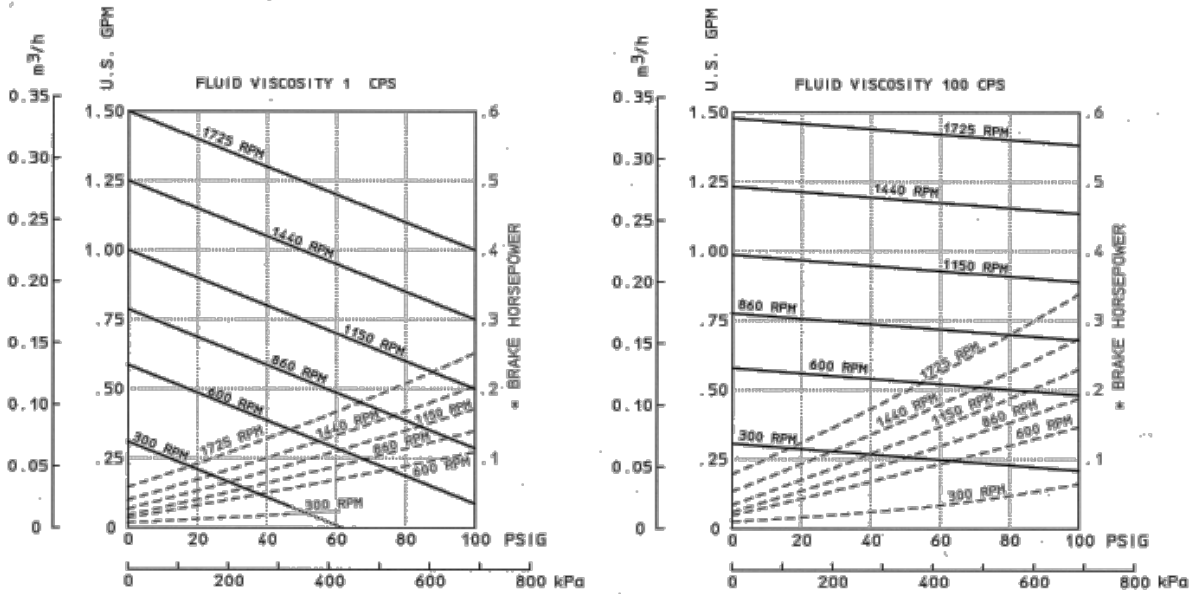 m³/h
U.S. GPM
FLUID VISCOSITY 1 CPS
0.35
0.30
0.25
0.20
0.15
0.10
0.05
0
1.50
1.25
1.00
.75
.50
.25
0
.6
.5
.4
.3
.2
.1
* BRAKE HORSEPOWER
1725 RPM
1440 RPM
1150 RPM
860 RPM
600 RPM
300 RPM
1725 RPM
1440 RPM
1150 RPM
860 RPM
600 RPM
300 RPM
0 20 40 60 80 100 PSIG
0 200 400 600 800 kPa
m³/h
U.S. GPM
FLUID VISCOSITY 100 CPS
0.35
0.30
0.25
0.20
0.15
0.10
0.05
0
1.50
1.25
1.00
.75
.50
.25
0
.6
.5
.4
.3
.2
.1
* BRAKE HORSEPOWER
1725 RPM
1440 RPM
1150 RPM
860 RPM
600 RPM
300 RPM
1725 RPM
1440 RPM
1150 RPM
860 RPM
600 RPM
300 RPM
0 20 40 60 80 100 PSIG
0 200 400 600 800 kPa